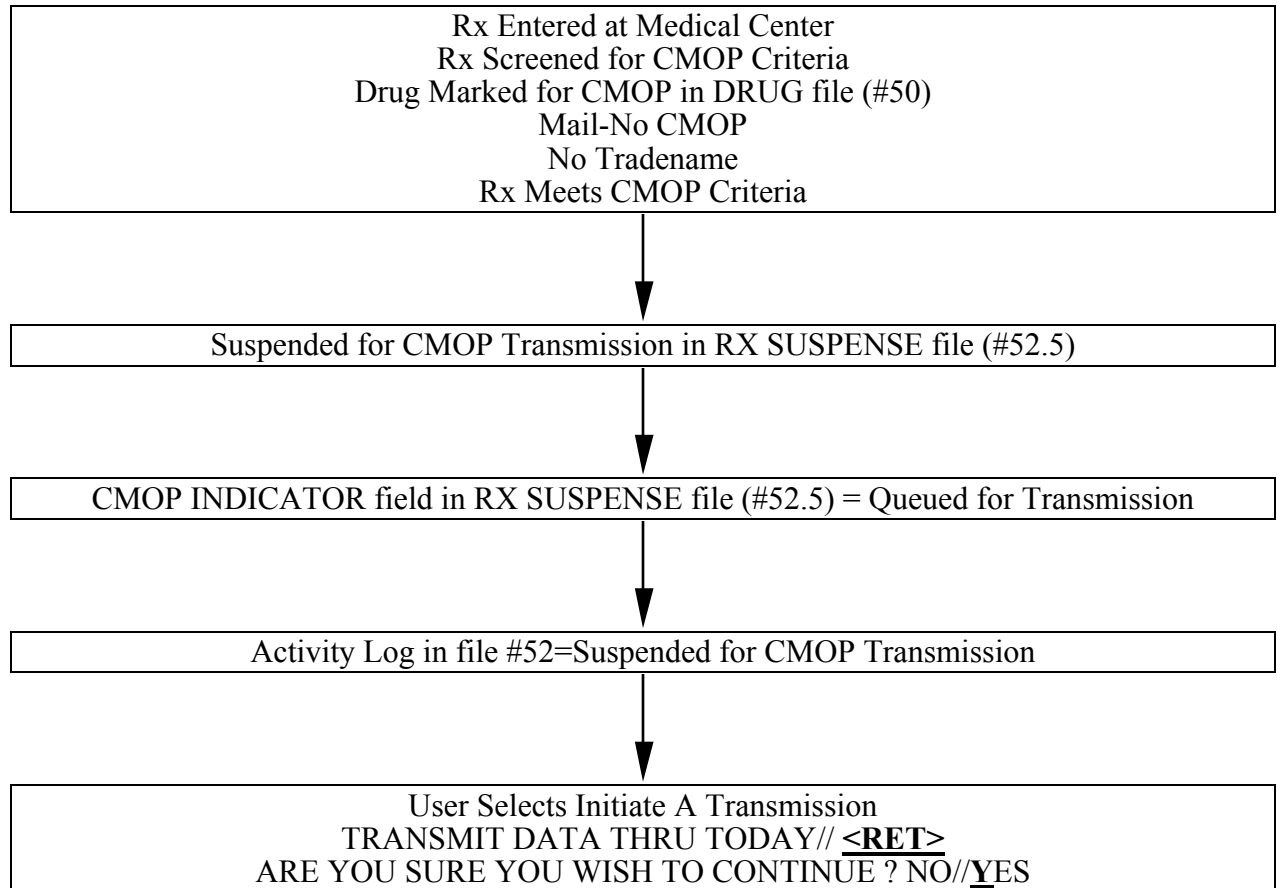 Rx Entered at Medical Center
Rx Screened for CMOP Criteria
Drug Marked for CMOP in DRUG file (#50)
Mail-No CMOP
No Tradename
Rx Meets CMOP Criteria
Suspended for CMOP Transmission in RX SUSPENSE file (#52.5)
CMOP INDICATOR field in RX SUSPENSE file (#52.5) = Queued for Transmission
Activity Log in file #52=Suspended for CMOP Transmission
User Selects Initiate A Transmission
TRANSMIT DATA THRU TODAY// <RET>
ARE YOU SURE YOU WISH TO CONTINUE ? NO//YES